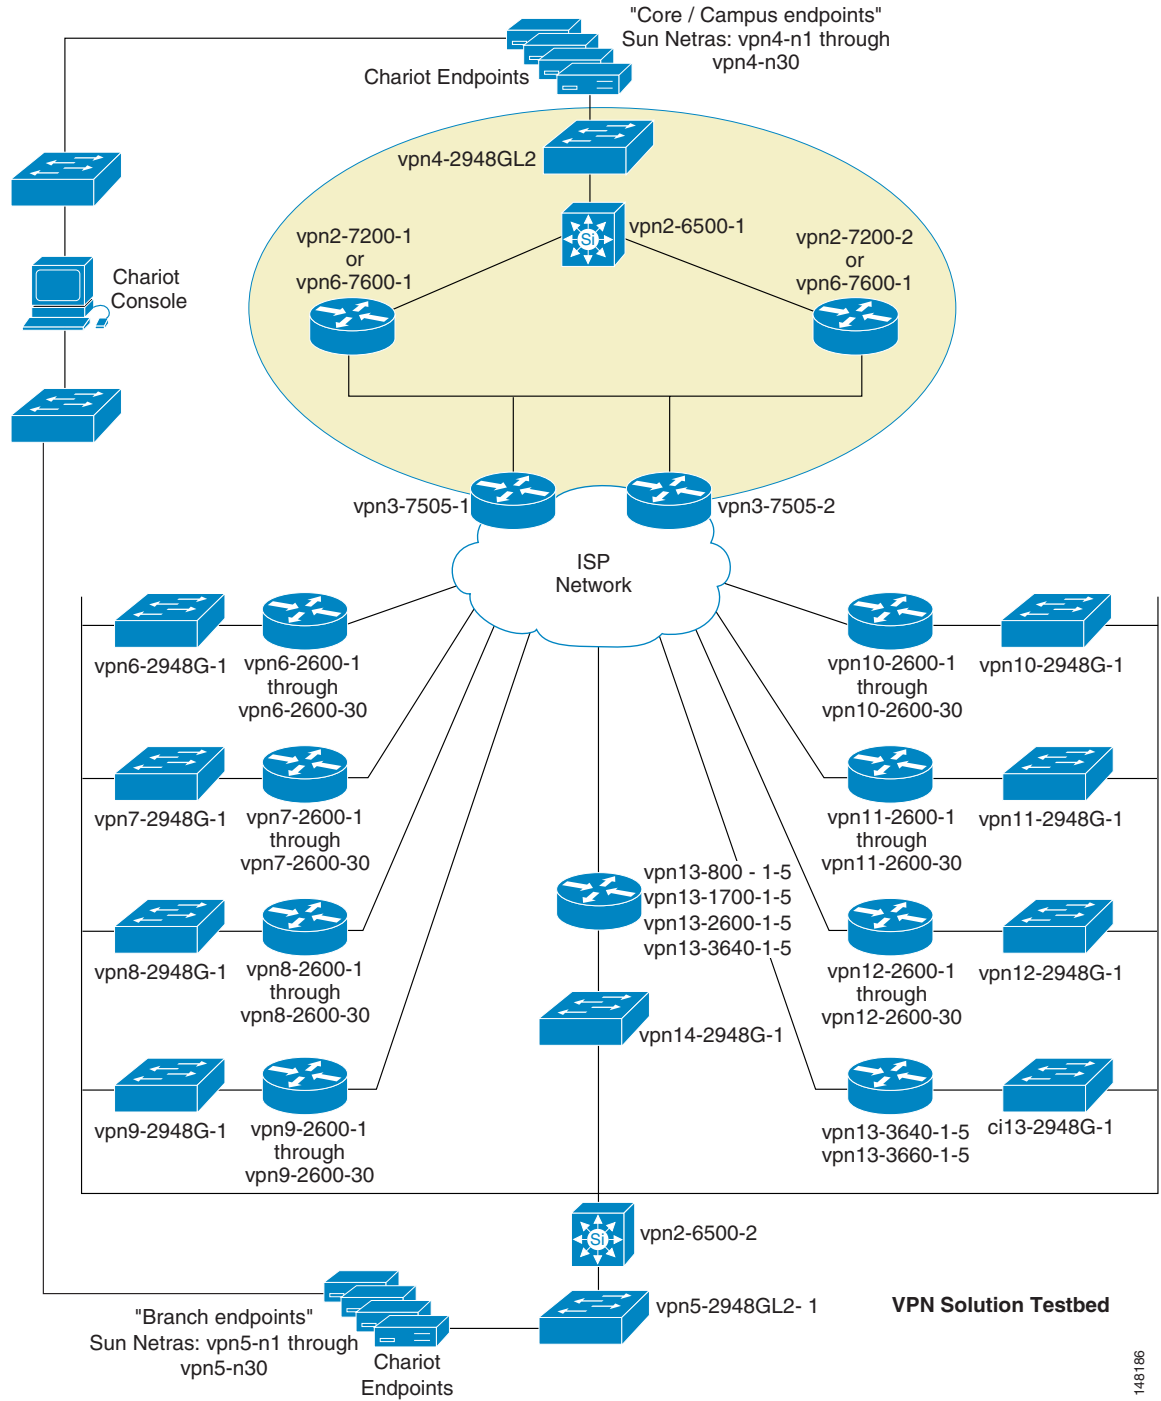 "Core / Campus endpoints"
Sun Netras: vpn4-n1 through
vpn4-n30
Chariot Endpoints
vpn4-2948GL2
Si
vpn2-6500-1
vpn2-7200-1
or
vpn6-7600-1
vpn2-7200-2
or
vpn6-7600-1
Chariot
Console
vpn3-7505-1
vpn3-7505-2
ISP
Network
vpn6-2948G-1
vpn6-2600-1
through
vpn6-2600-30
vpn10-2600-1
through
vpn10-2600-30
vpn10-2948G-1
vpn7-2948G-1
vpn7-2600-1
through
vpn7-2600-30
vpn11-2600-1
through
vpn11-2600-30
vpn11-2948G-1
vpn13-800 - 1-5
vpn13-1700-1-5
vpn13-2600-1-5
vpn13-3640-1-5
vpn8-2948G-1
vpn8-2600-1
through
vpn8-2600-30
vpn12-2600-1
through
vpn12-2600-30
vpn12-2948G-1
vpn14-2948G-1
vpn9-2948G-1
vpn9-2600-1
through
vpn9-2600-30
vpn13-3640-1-5
vpn13-3660-1-5
ci13-2948G-1
Si
vpn2-6500-2
vpn5-2948GL2- 1
VPN Solution Testbed
"Branch endpoints"
Sun Netras: vpn5-n1 through
vpn5-n30
Chariot
Endpoints
148186